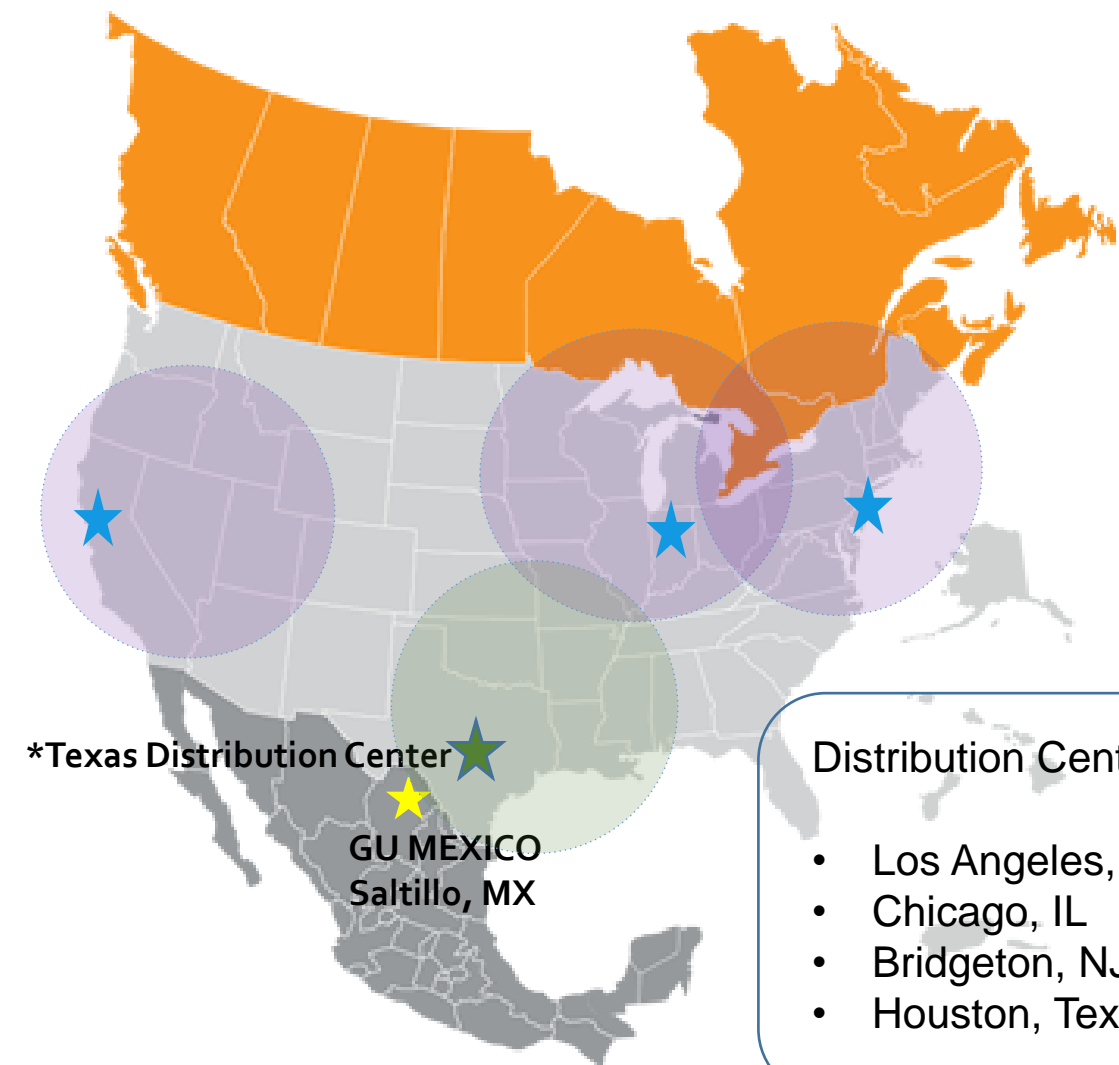 *Texas Distribution Center
GU MEXICO
Saltillo, MX
Distribution Cent
• Los Angeles,
• Chicago, IL
• Bridgeton, NJ
• Houston, Tex